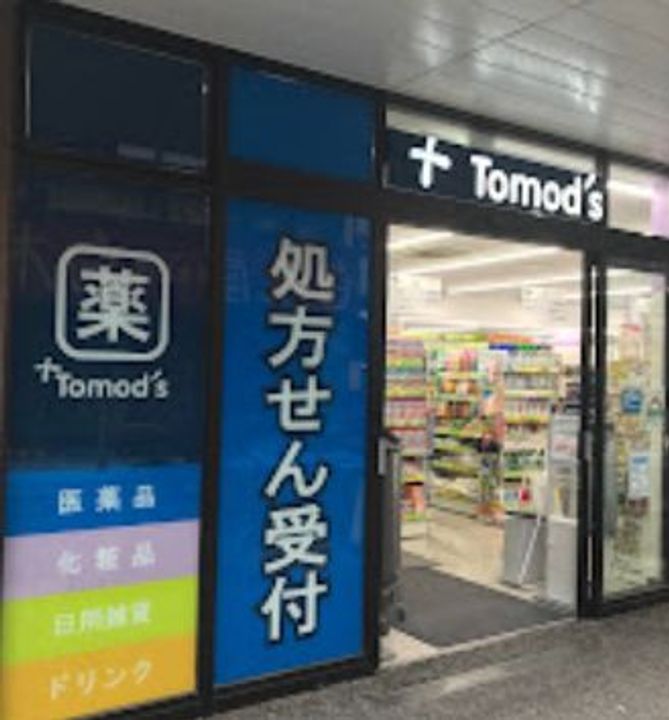 薬
Tomod's
医薬品
化粧品
日用雑貨
ドリンク
処方せん受付
Tomod's